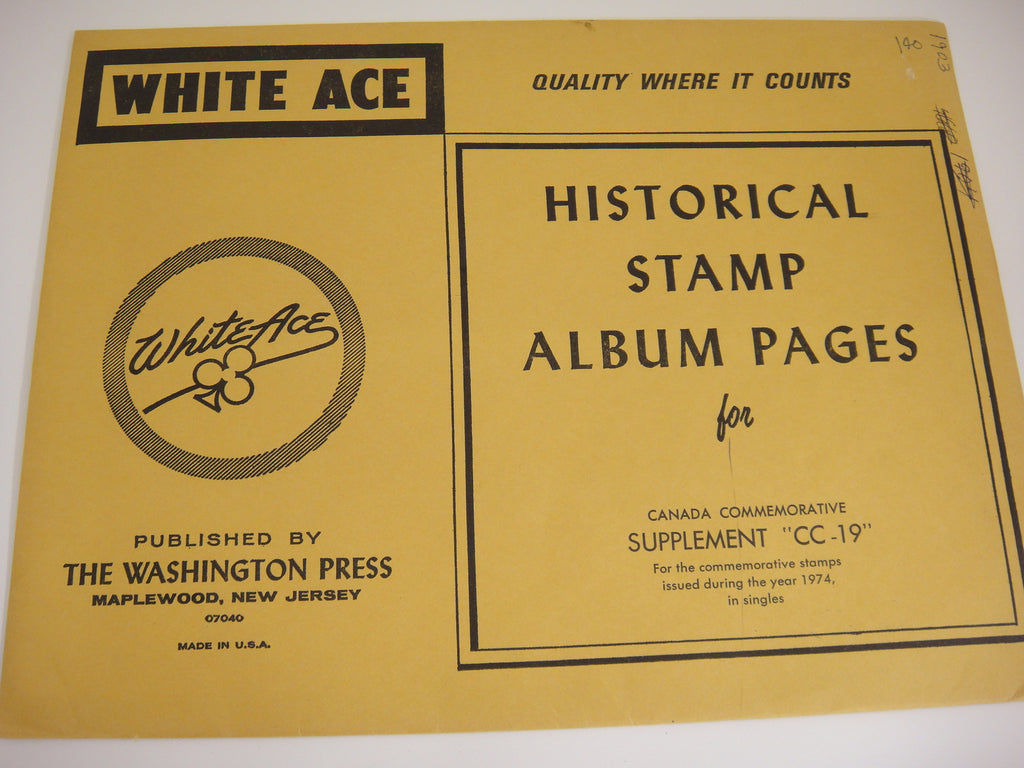 WHITE ACE
QUALITY WHERE IT COUNTS
1903
180
HISTORICAL
STAMP
ALBUM PAGES
for
CANADA COMMEMORATIVE
SUPPLEMENT "CC-19"
For the commemorative stamps
issued during the year 1974,
in singles
White Ace
PUBLISHED BY
THE WASHINGTON PRESS
MAPLEWOOD, NEW JERSEY
07040
MADE IN U.S.A.